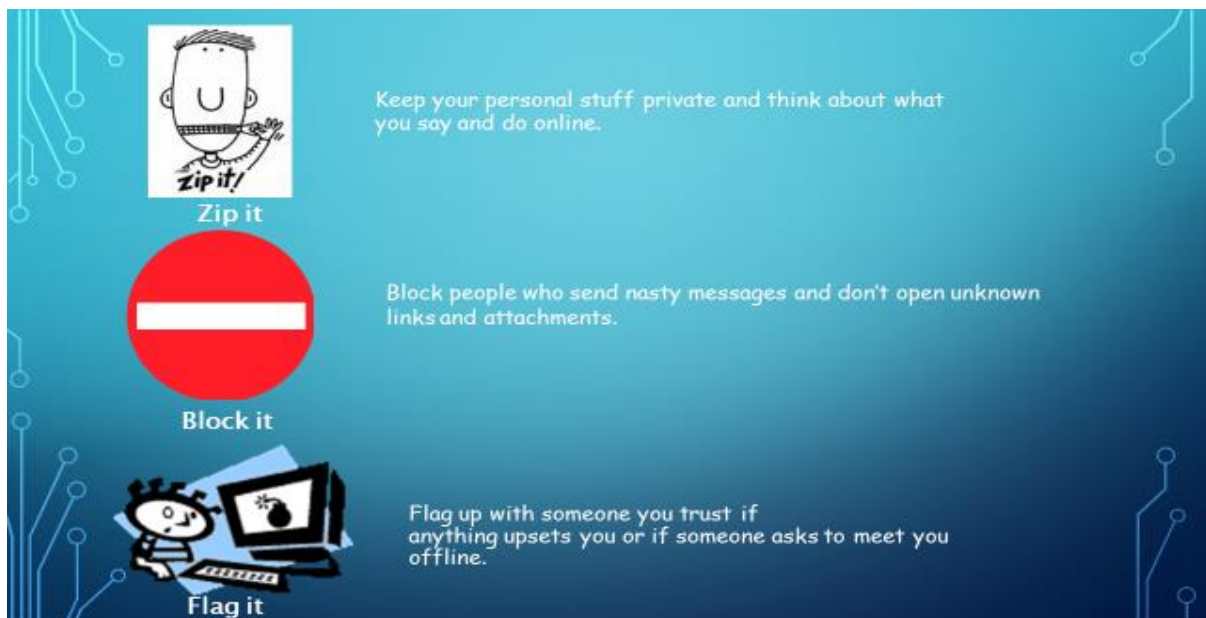 Zip it!
Zip it
Keep your personal stuff private and think about what
you say and do online.
Block it
Block people who send nasty messages and don't open unknown
links and attachments.
Flag it
Flag up with someone you trust if
anything upsets you or if someone asks to meet you
offline.